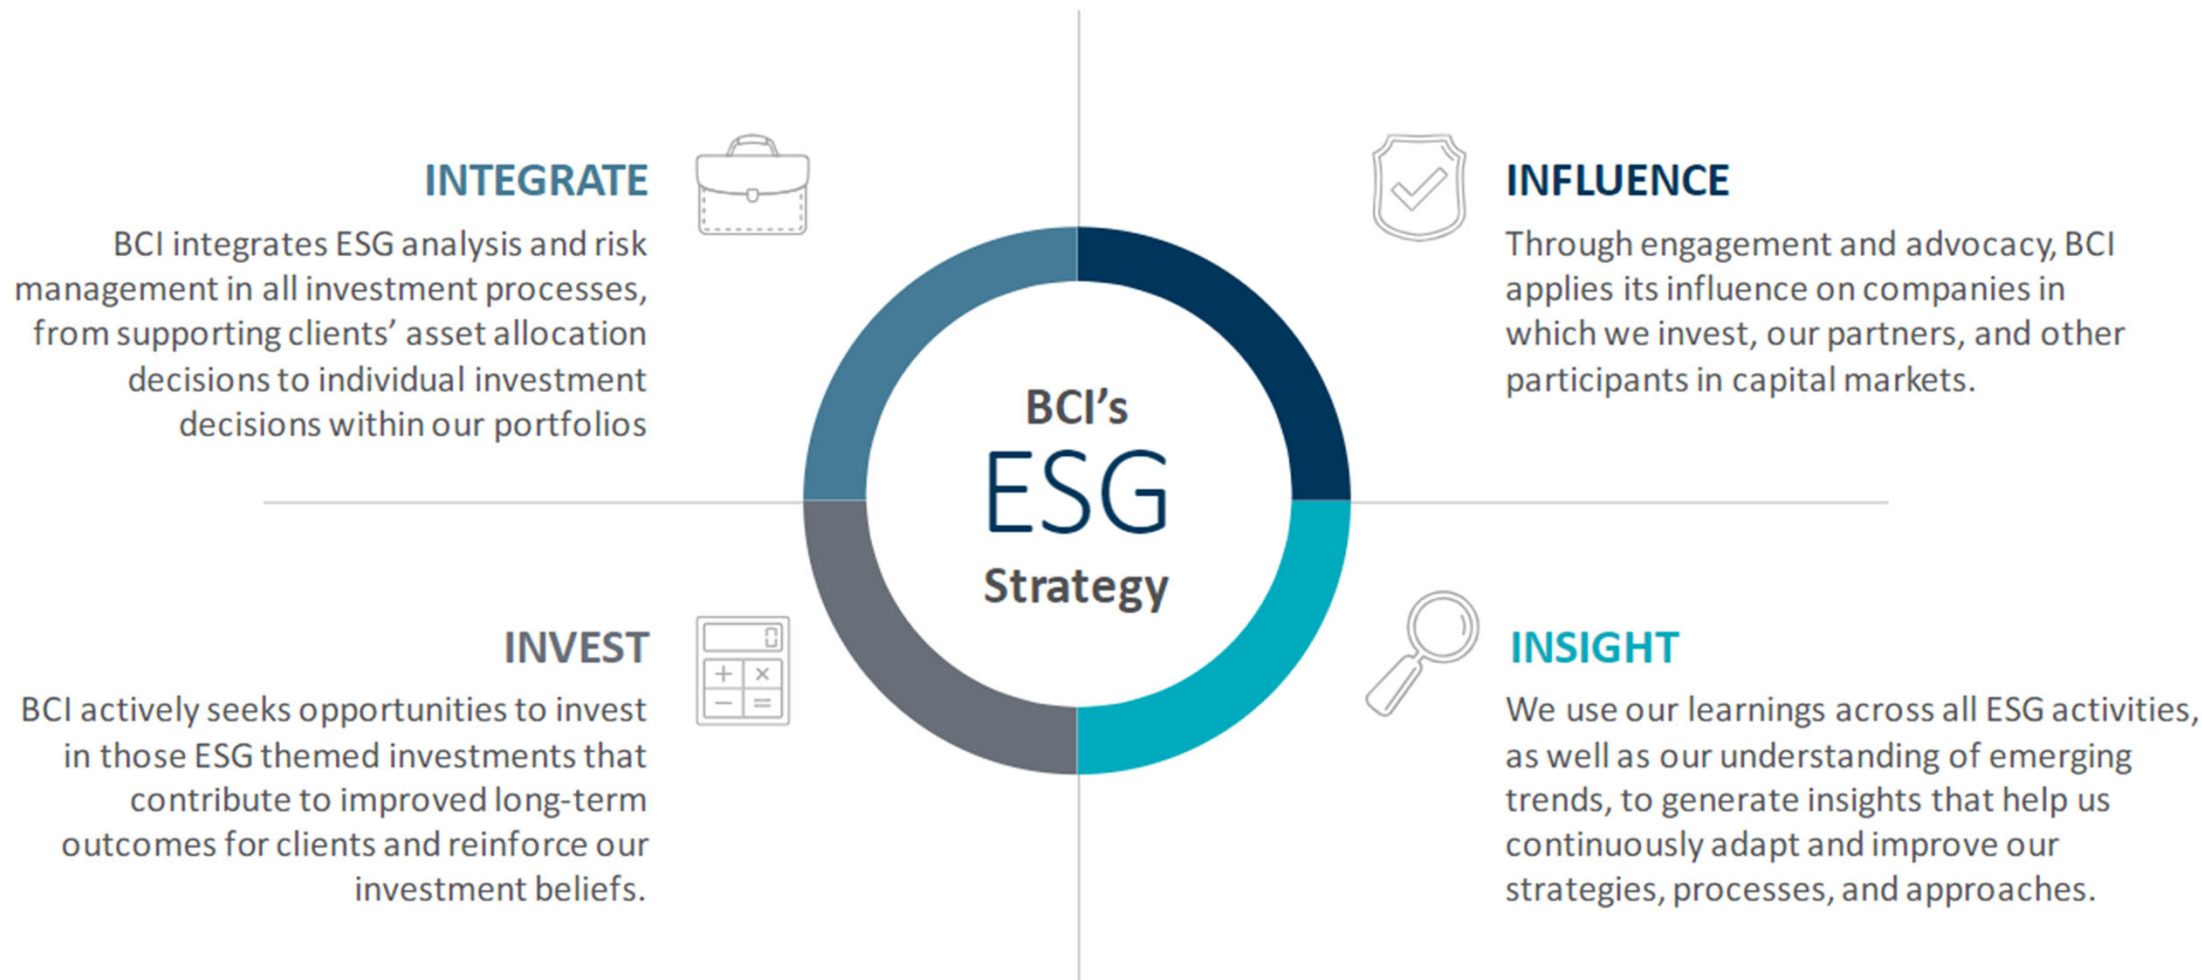 INTEGRATE
BCI integrates ESG analysis and risk
management in all investment processes,
from supporting clients’ asset allocation
decisions to individual investment
decisions within our portfolios
INFLUENCE
Through engagement and advocacy, BCI
applies its influence on companies in
which we invest, our partners, and other
participants in capital markets.
BCI’s
ESG
Strategy
INVEST
BCI actively seeks opportunities to invest
in those ESG themed investments that
contribute to improved long-term
outcomes for clients and reinforce our
investment beliefs.
0
+ ×
− =
INSIGHT
We use our learnings across all ESG activities,
as well as our understanding of emerging
trends, to generate insights that help us
continuously adapt and improve our
strategies, processes, and approaches.